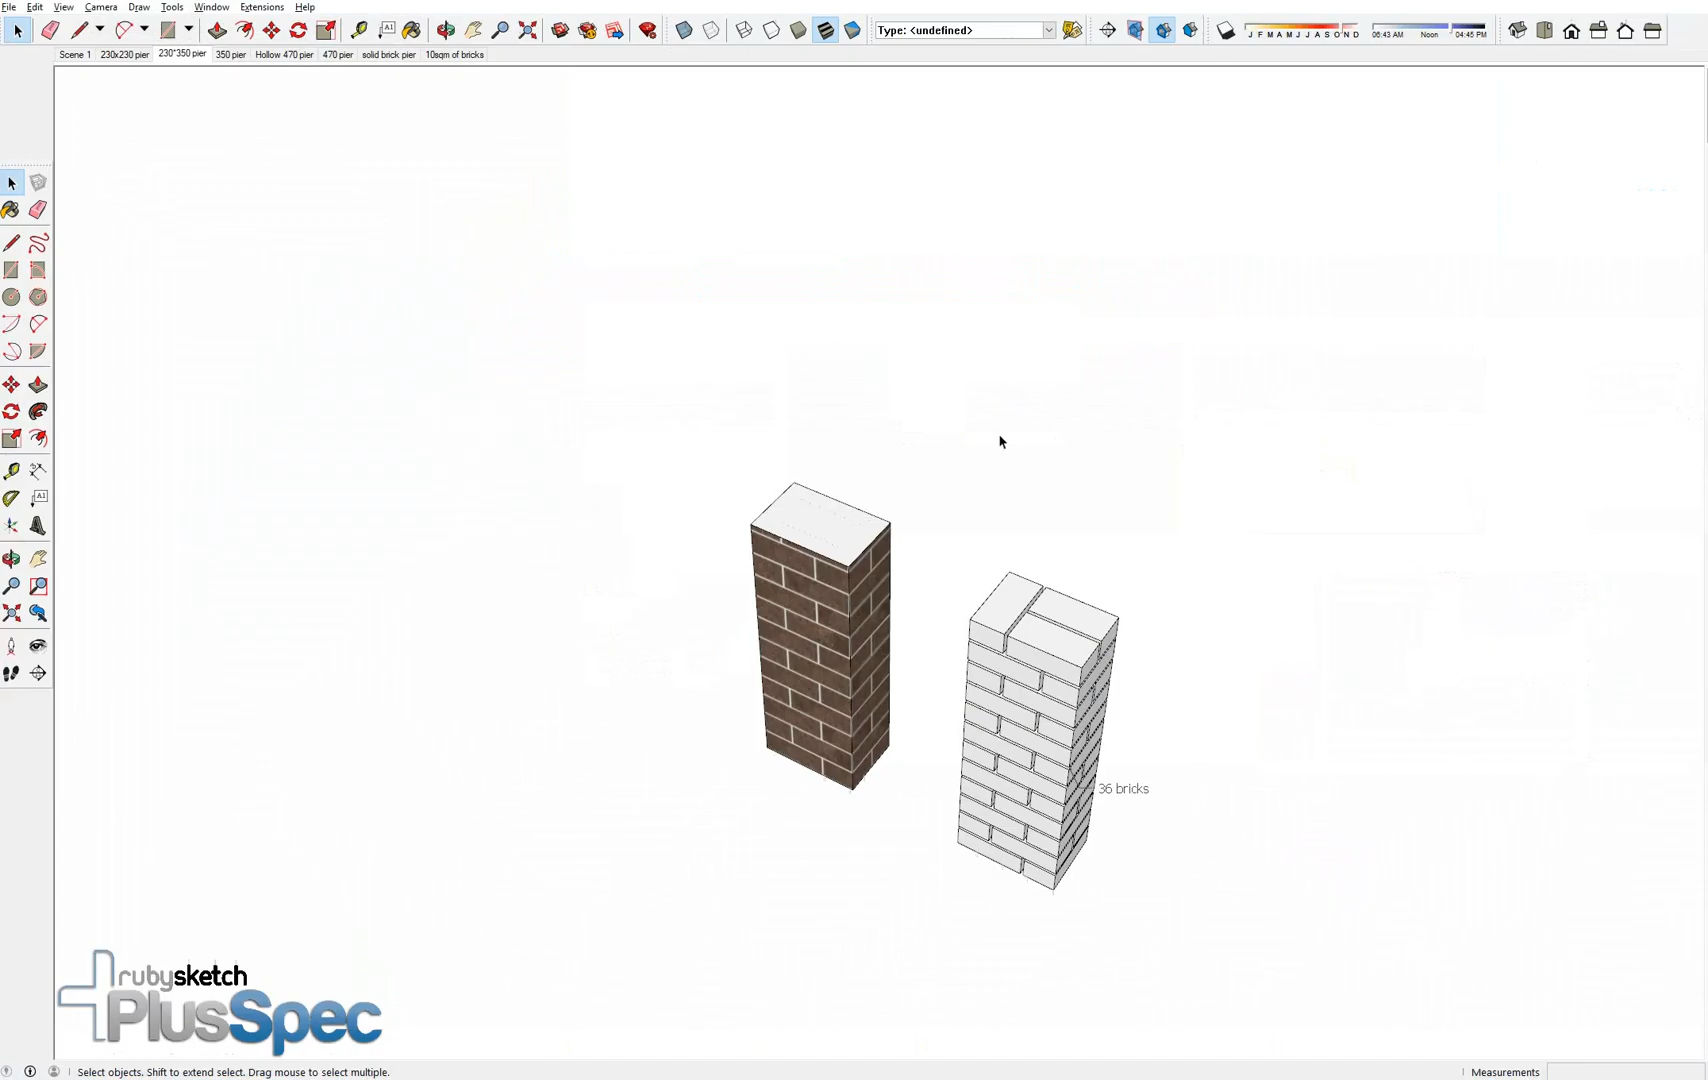 File Edit View Camera Draw Tools Window Extensions Help
Type: <undefined>
J F M A M J J A S O N D
06:43 AM Noon 04:45 PM
Scene 1 230x230 pier 230*350 pier 350 pier Hollow 470 pier 470 pier solid brick pier 10sqm of bricks
36 bricks
rubysketch
PlusSpec
Select objects. Shift to extend select. Drag mouse to select multiple.
Measurements